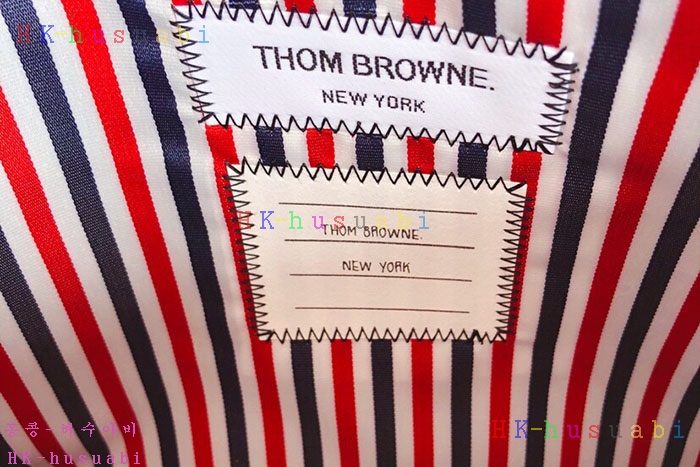 HK-husuabi
THOM BROWNE.
NEW YORK
HK-husuabi
THOM BROWNE.
NEW YORK
홍콩-허수아비
HK-husuabi
HK-husuabi